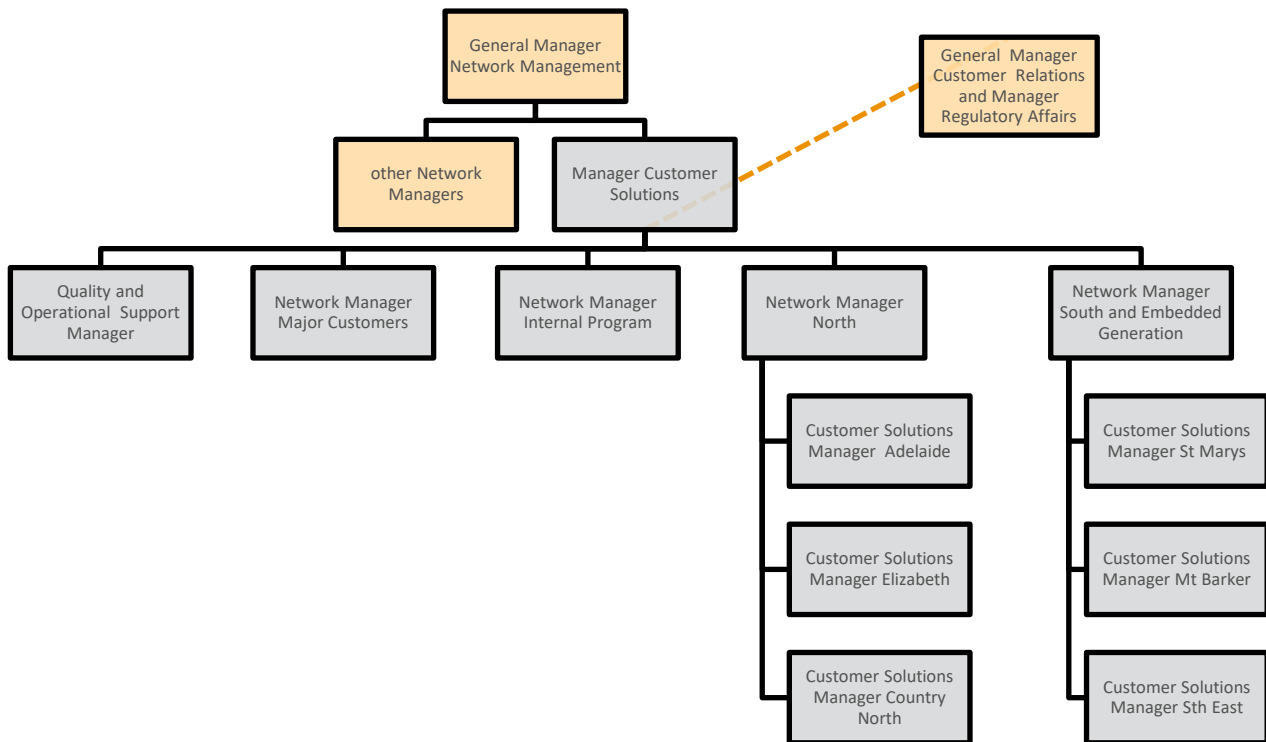 General Manager
Network Management
General Manager
Customer Relations
and Manager
Regulatory Affairs
other Network
Managers
Manager Customer
Solutions
Quality and
Operational Support
Manager
Network Manager
Major Customers
Network Manager
Internal Program
Network Manager
North
Network Manager
South and Embedded
Generation
Customer Solutions
Manager Adelaide
Customer Solutions
Manager Elizabeth
Customer Solutions
Manager Country
North
Customer Solutions
Manager St Marys
Customer Solutions
Manager Mt Barker
Customer Solutions
Manager Sth East